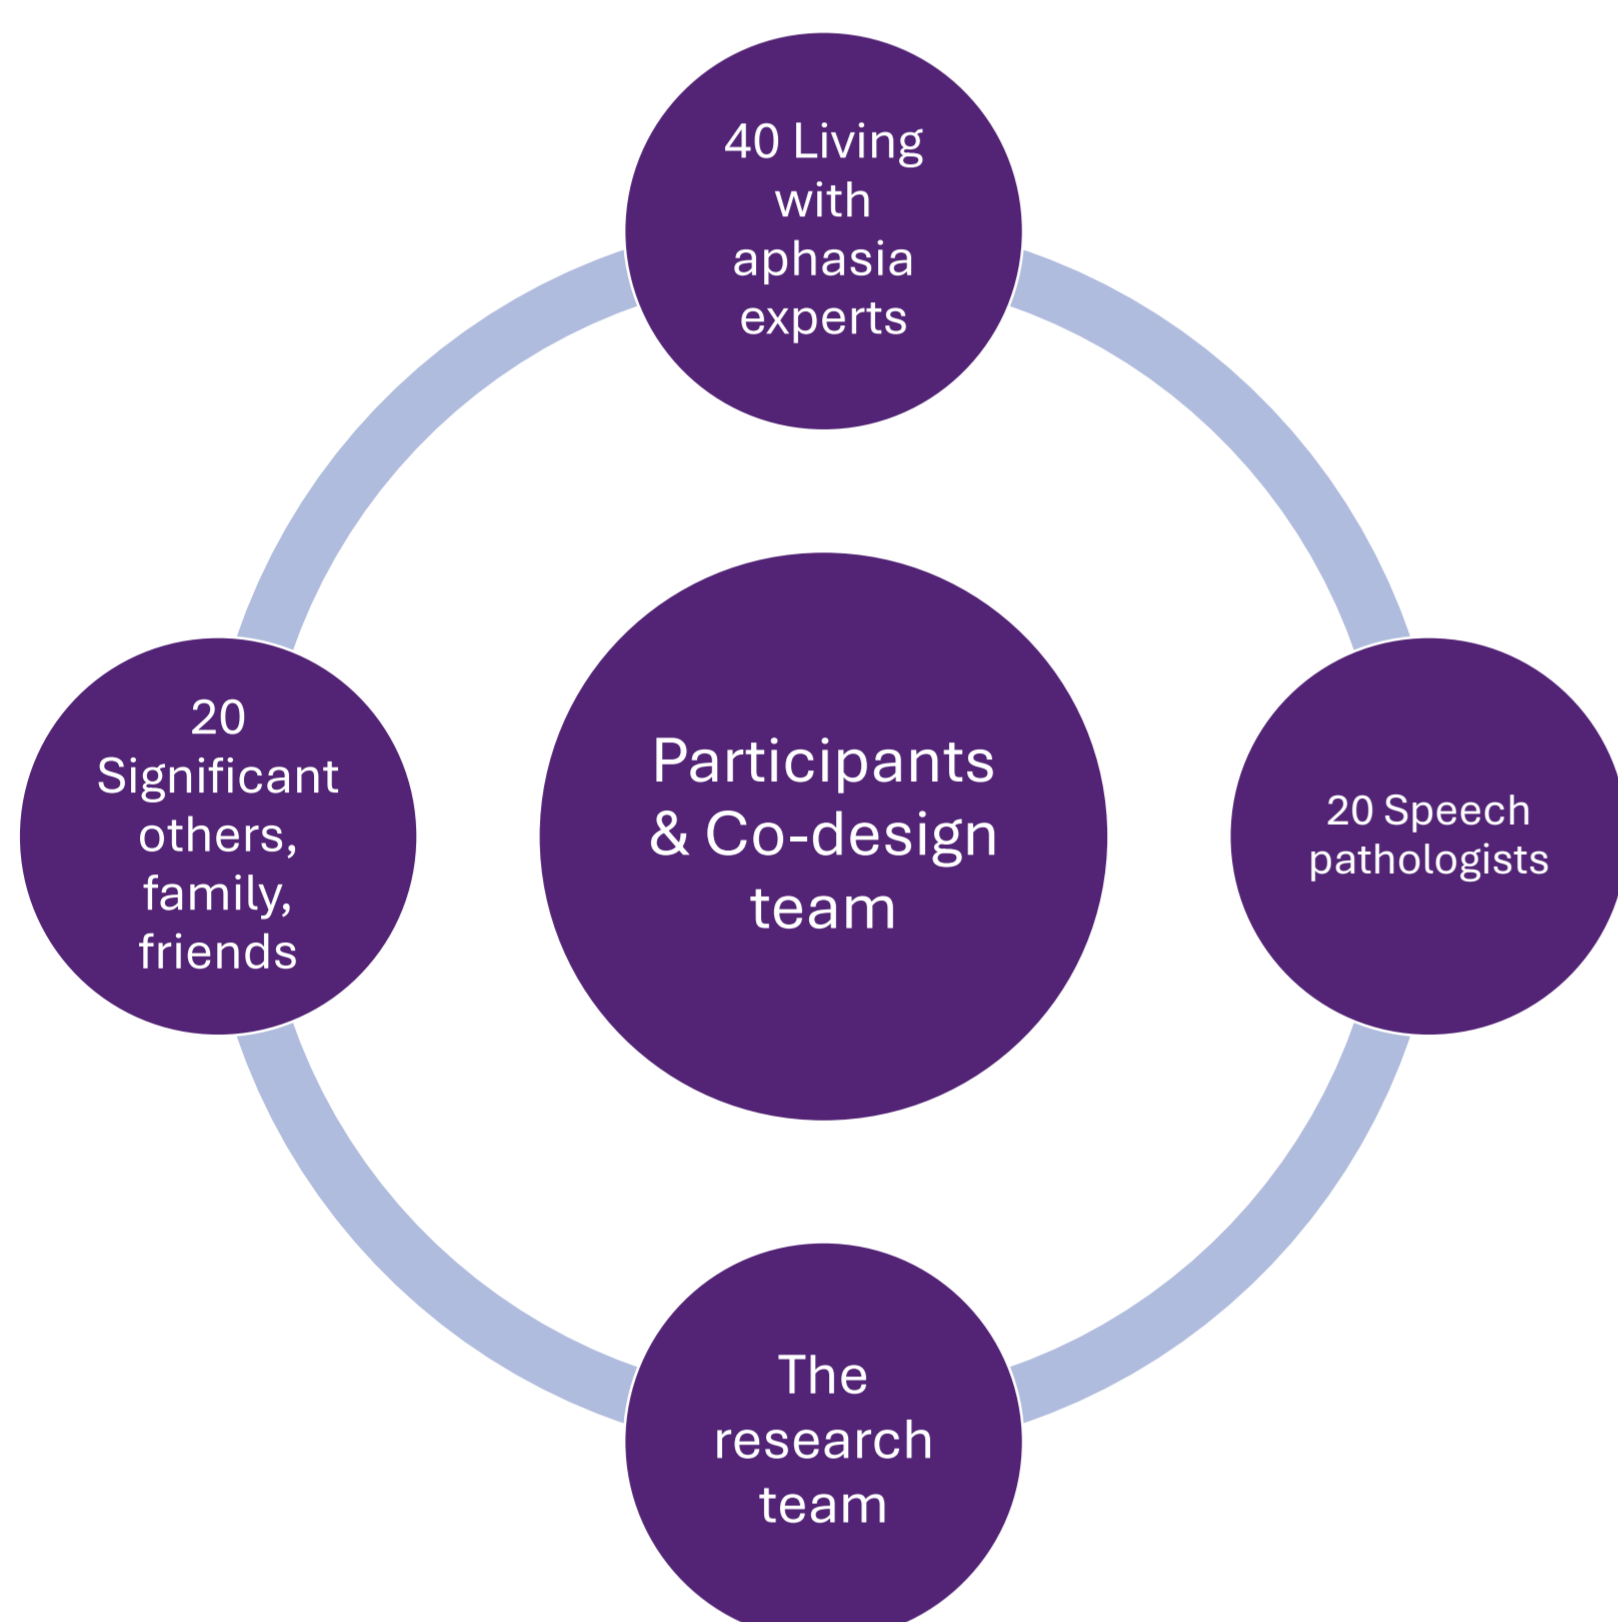 40 Living
with
aphasia
experts
20
Significant
others,
family,
friends
Participants
& Co-design
team
20 Speech
pathologists
The
research
team